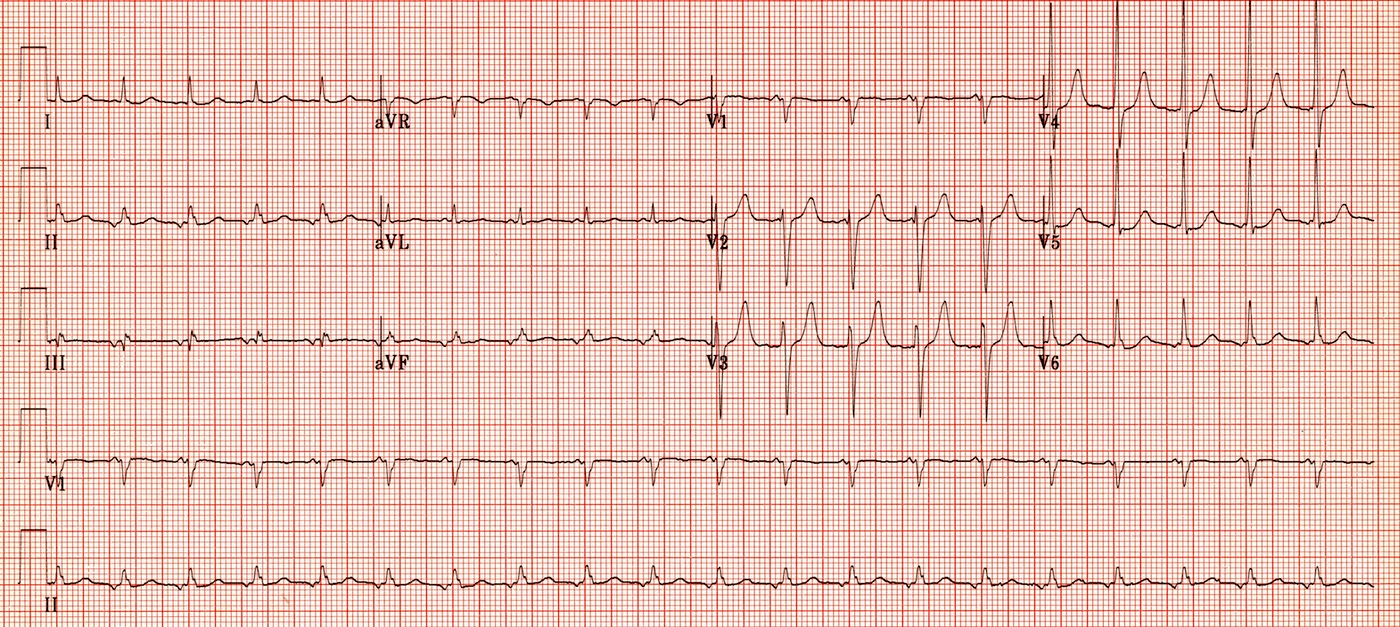 I aVR V1 V4
II aVL V2 V5
III aVF V3 V6
V1
II